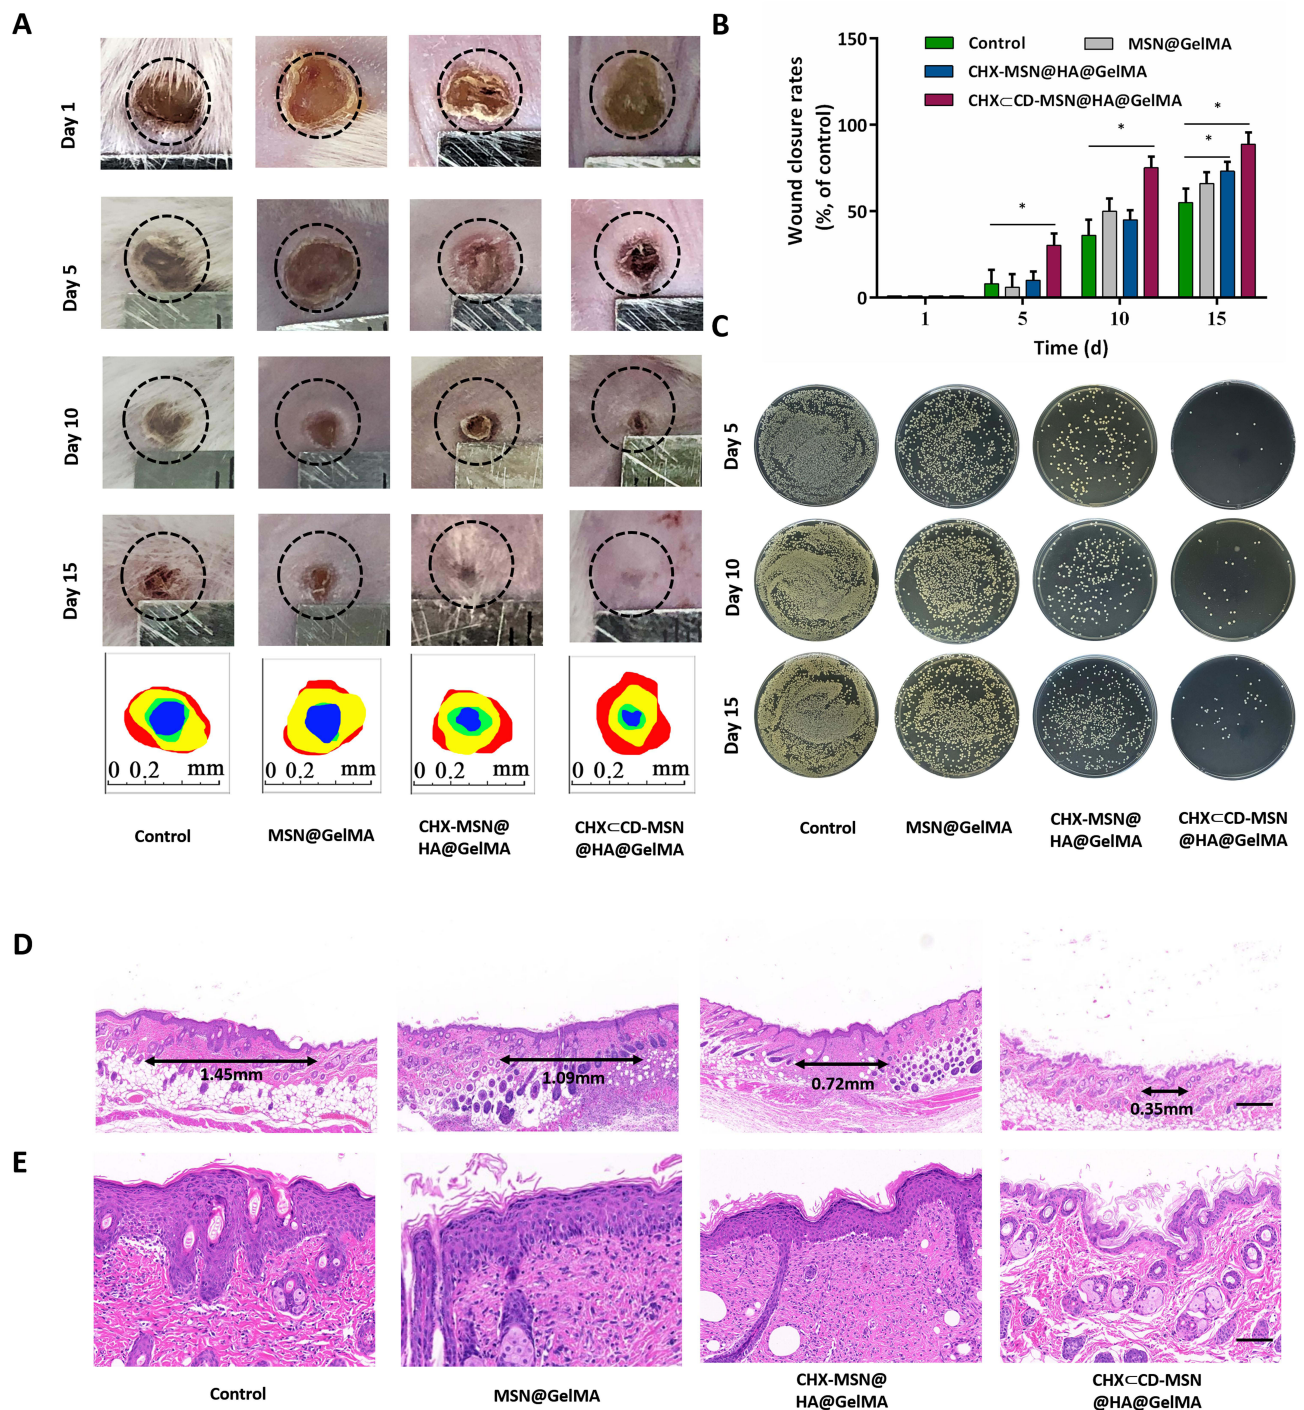 A
Day 1
Day 5
Day 10
Day 15
0 0.2 mm
0 0.2 mm
0 0.2 mm
0 0.2 mm
Control
MSN@GelMA
CHX-MSN@
HA@GelMA
CHX⊂CD-MSN
@HA@GelMA
B
Wound closure rates
(%, of control)
150
100
50
0
Control
MSN@GelMA
CHX-MSN@HA@GelMA
CHX⊂CD-MSN@HA@GelMA
*
*
*
*
1 5 10 15
Time (d)
C
Day 5
Day 10
Day 15
Control
MSN@GelMA
CHX-MSN@
HA@GelMA
CHX⊂CD-MSN
@HA@GelMA
D
1.45mm
1.09mm
0.72mm
0.35mm
E
Control
MSN@GelMA
CHX-MSN@
HA@GelMA
CHX⊂CD-MSN
@HA@GelMA